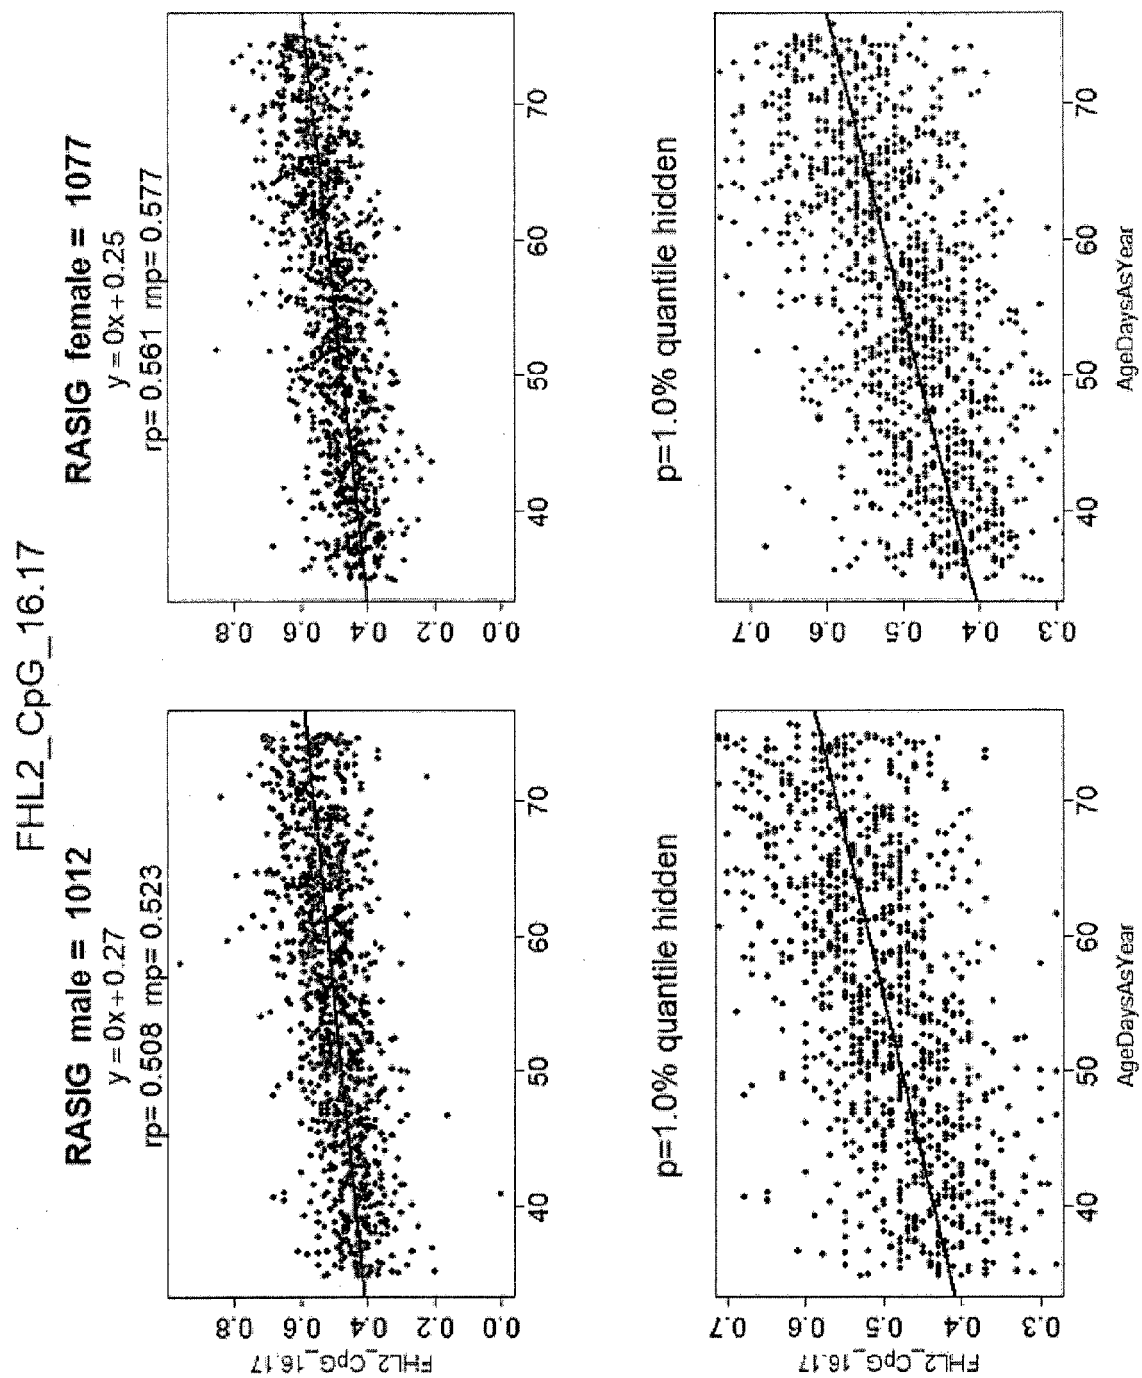 FHL2_CpG_16.17
RASIG male = 1012
y = 0x+0.27
rp= 0.508 rnp= 0.523
RASIG female = 1077
y = 0x+0.25
rp= 0.561 rnp= 0.577
FHL2_CpG_16.17
0.0 0.2 0.4 0.6 0.8
40 50 60 70
0.0 0.2 0.4 0.6 0.8
40 50 60 70
p=1.0% quantile hidden
p=1.0% quantile hidden
FHL2_CpG_16.17
0.3 0.4 0.5 0.6 0.7
40 50 60 70
AgeDaysAsYear
0.3 0.4 0.5 0.6 0.7
40 50 60 70
AgeDaysAsYear